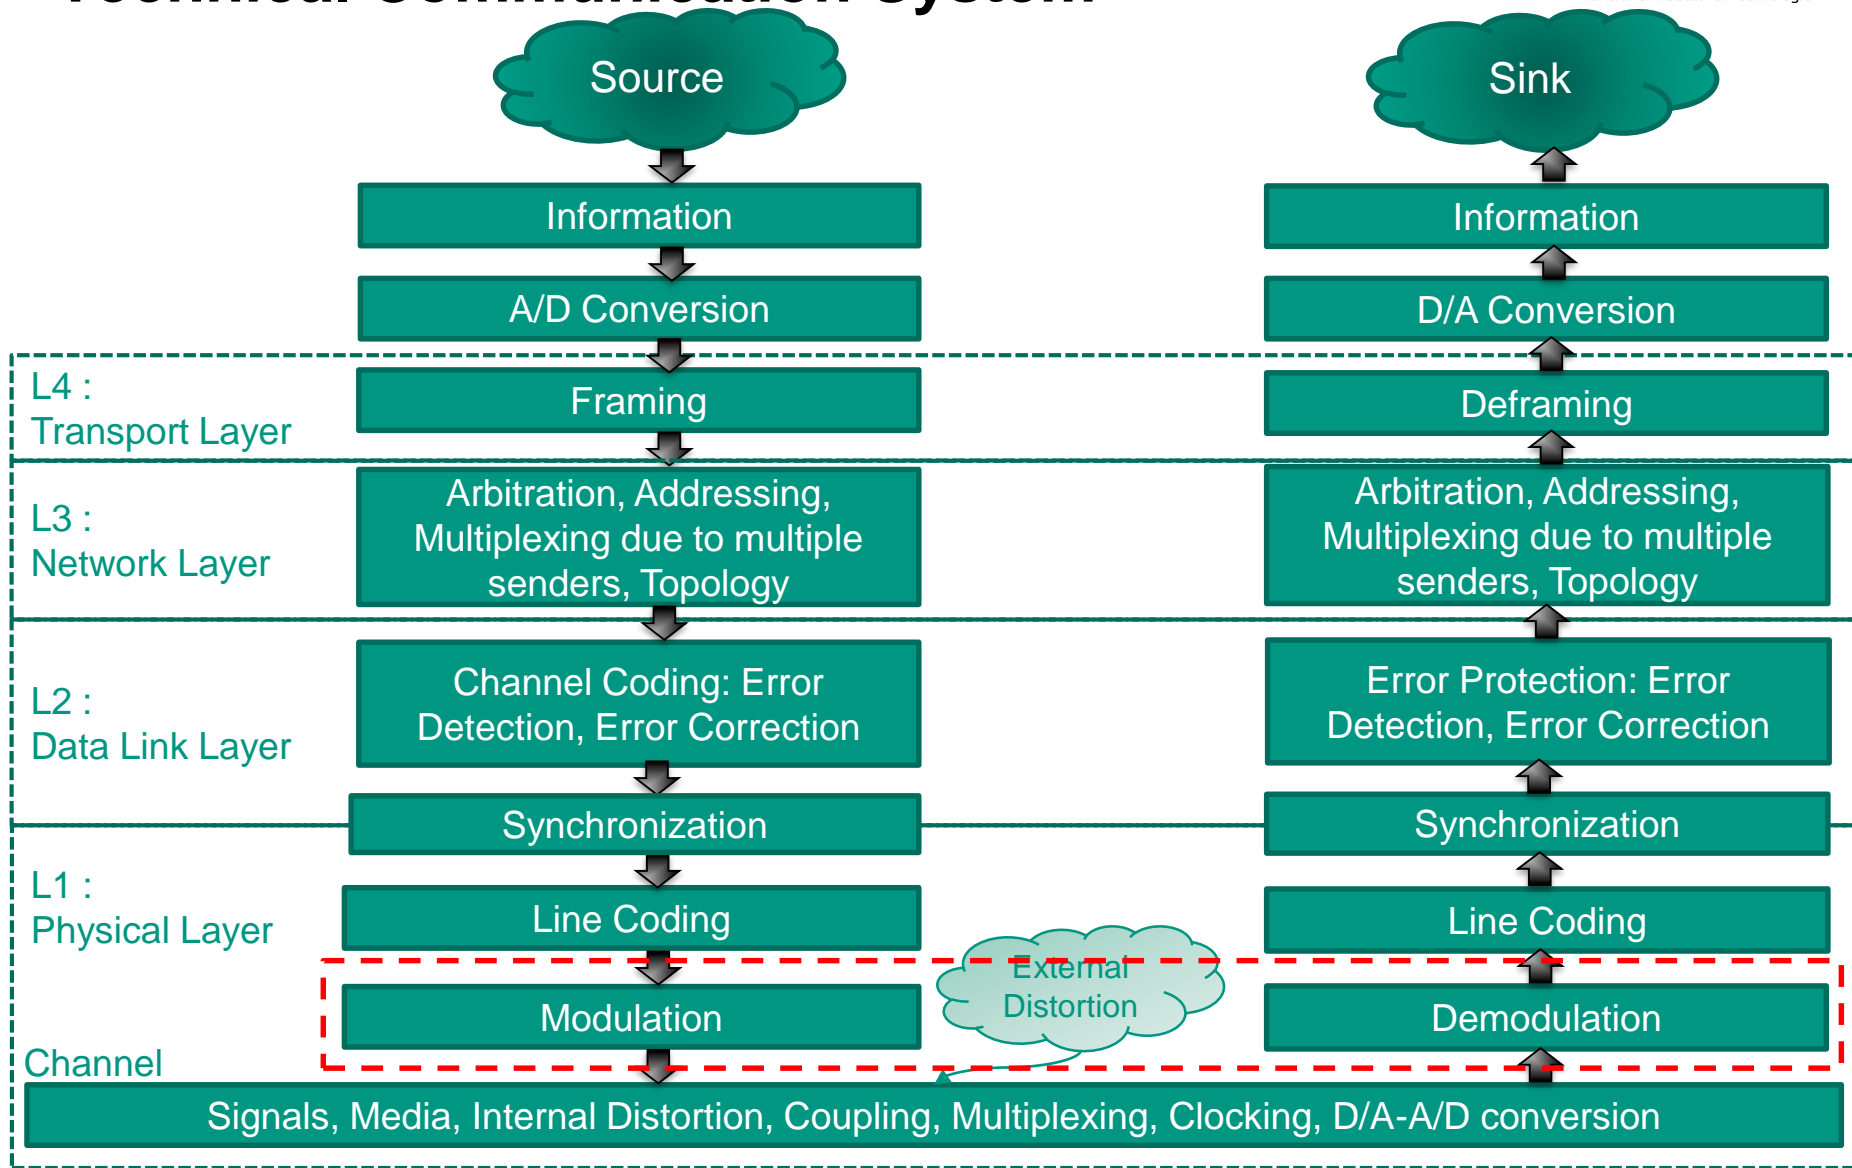 Technical Communication System
Source
Sink
Information
Information
A/D Conversion
D/A Conversion
L4 :
Transport Layer
Framing
Deframing
L3 :
Network Layer
Arbitration, Addressing,
Multiplexing due to multiple
senders, Topology
Arbitration, Addressing,
Multiplexing due to multiple
senders, Topology
L2 :
Data Link Layer
Channel Coding: Error
Detection, Error Correction
Error Protection: Error
Detection, Error Correction
Synchronization
Synchronization
L1 :
Physical Layer
Line Coding
Line Coding
External
Distortion
Modulation
Demodulation
Channel
Signals, Media, Internal Distortion, Coupling, Multiplexing, Clocking, D/A-A/D conversion